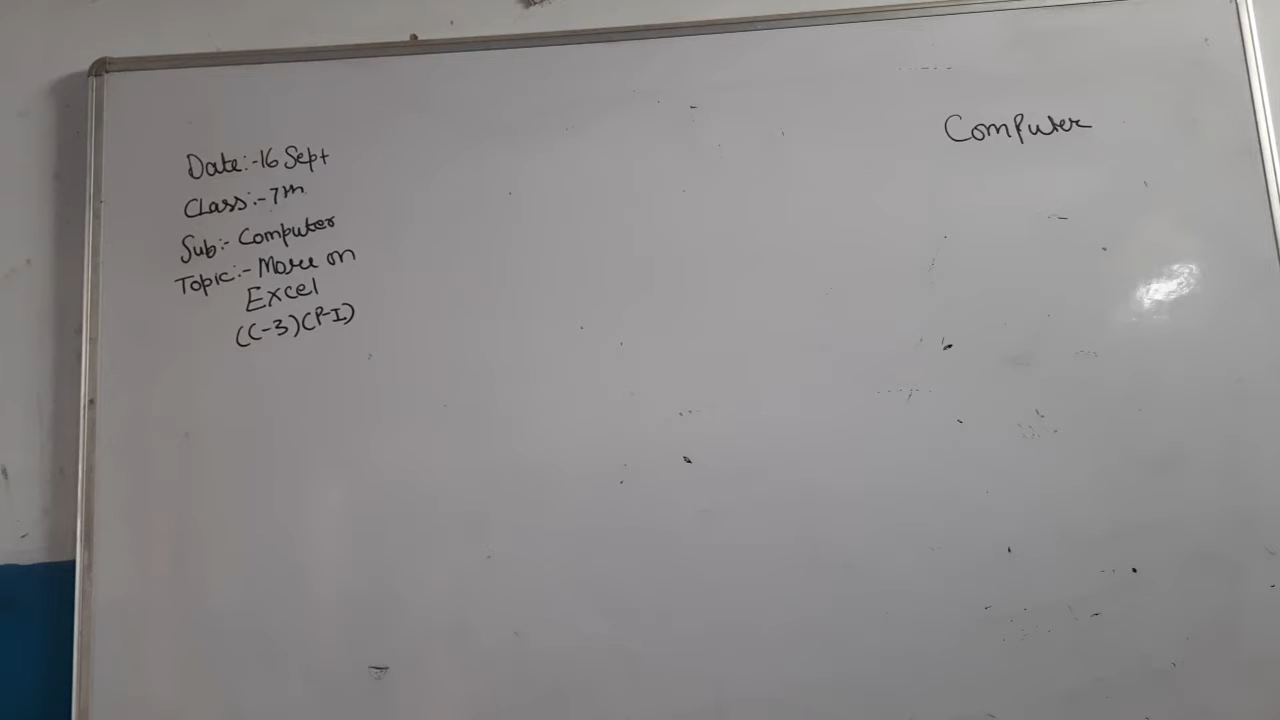 Date:-16 Sept
Class:-7th
Sub:- Computer
Topic:- More on
Excel
(C-3)(P-I)
Computer